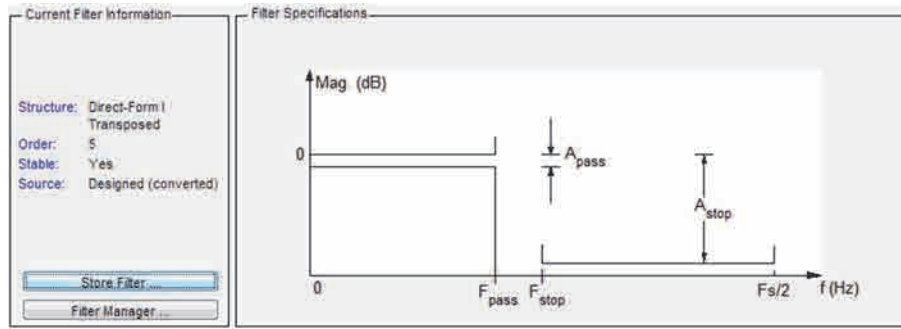 Current Filter Information
Structure: Direct-Form I
Transposed
Order: 5
Stable: Yes
Source: Designed (converted)
Store Filter ...
Filter Manager ...
Filter Specifications
Mag. (dB)
0
A pass
A stop
0
F pass
F stop
Fs/2
f (Hz)